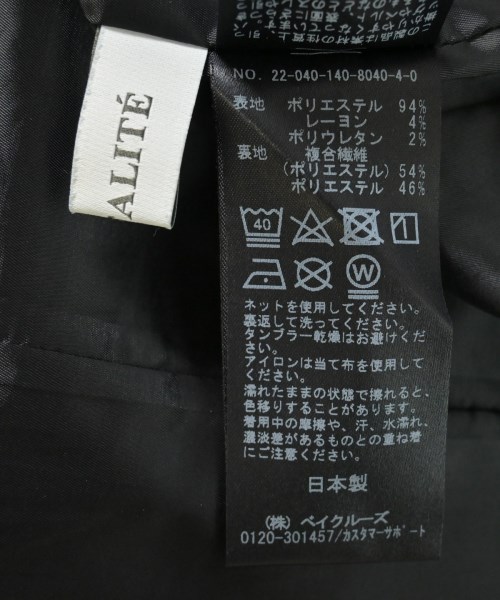 ALITÉ
NO. 22-040-140-8040-4-0
表地 ポリエステル 94%
レーヨン 4%
ポリウレタン 2%
裏地 複合繊維
(ポリエステル) 54%
ポリエステル 46%
40
W
ネットを使用してください。
裏返して洗ってください。
タンブラー乾燥はお避けくださ
い。
アイロンは当て布を使用して
ください。
濡れたままの状態で擦れると、
色移りすることがあります。
着用中の摩擦や、汗、水濡れ、
濃淡差があるものとの重ね着
にご注意ください。
日本製
(株) ベイクルーズ
0120-301457/カスタマーサポート